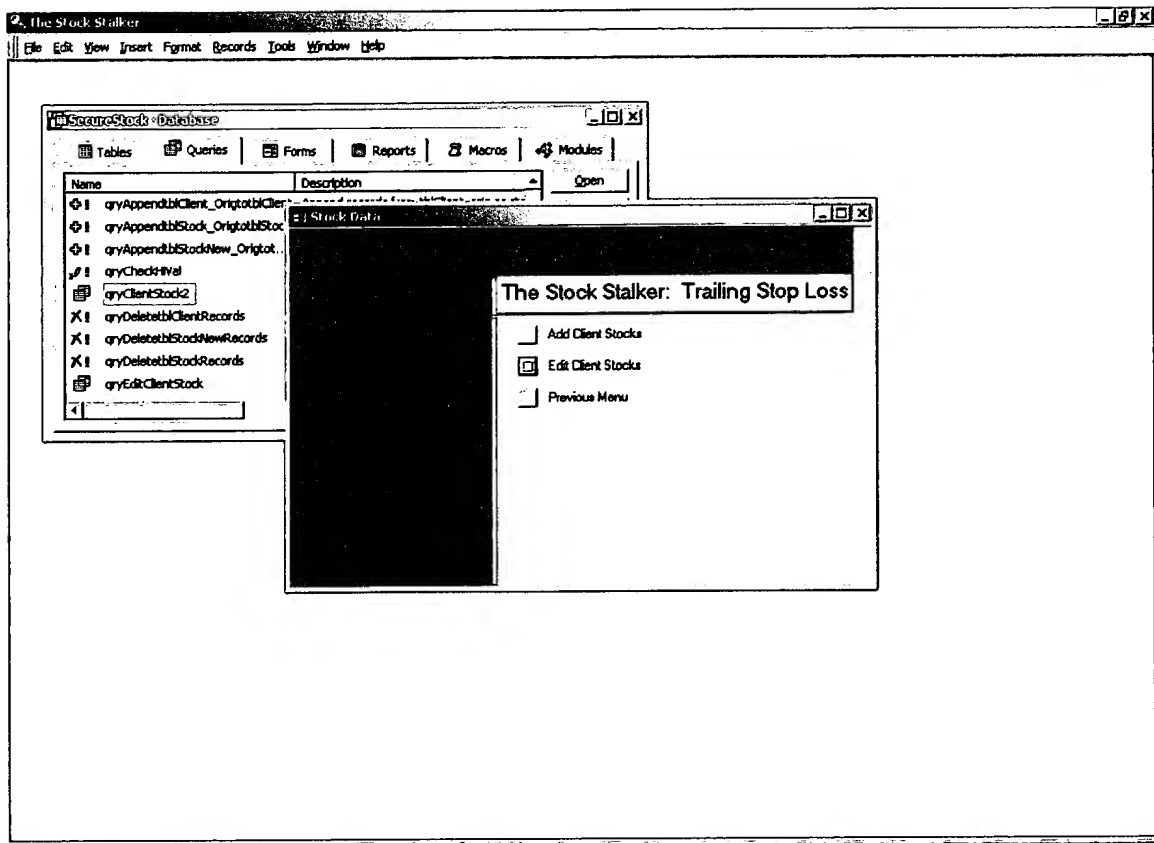 The Stock Stalker
File Edit View Insert Format Records Tools Window Help
SecureStock : Database
Tables Queries Forms Reports Macros Modules
Name Description Open
qryAppendtblClient_OrigtotblClient
qryAppendtblStock_OrigtotblStoc
qryAppendtblStockNew_Origtot...
qryCheckHiVal
qryClientStock2
qryDeletetblClientRecords
qryDeletetblStockNewRecords
qryDeletetblStockRecords
qryEditClientStock
Stock Data
The Stock Stalker: Trailing Stop Loss
Add Client Stocks
Edit Client Stocks
Previous Menu